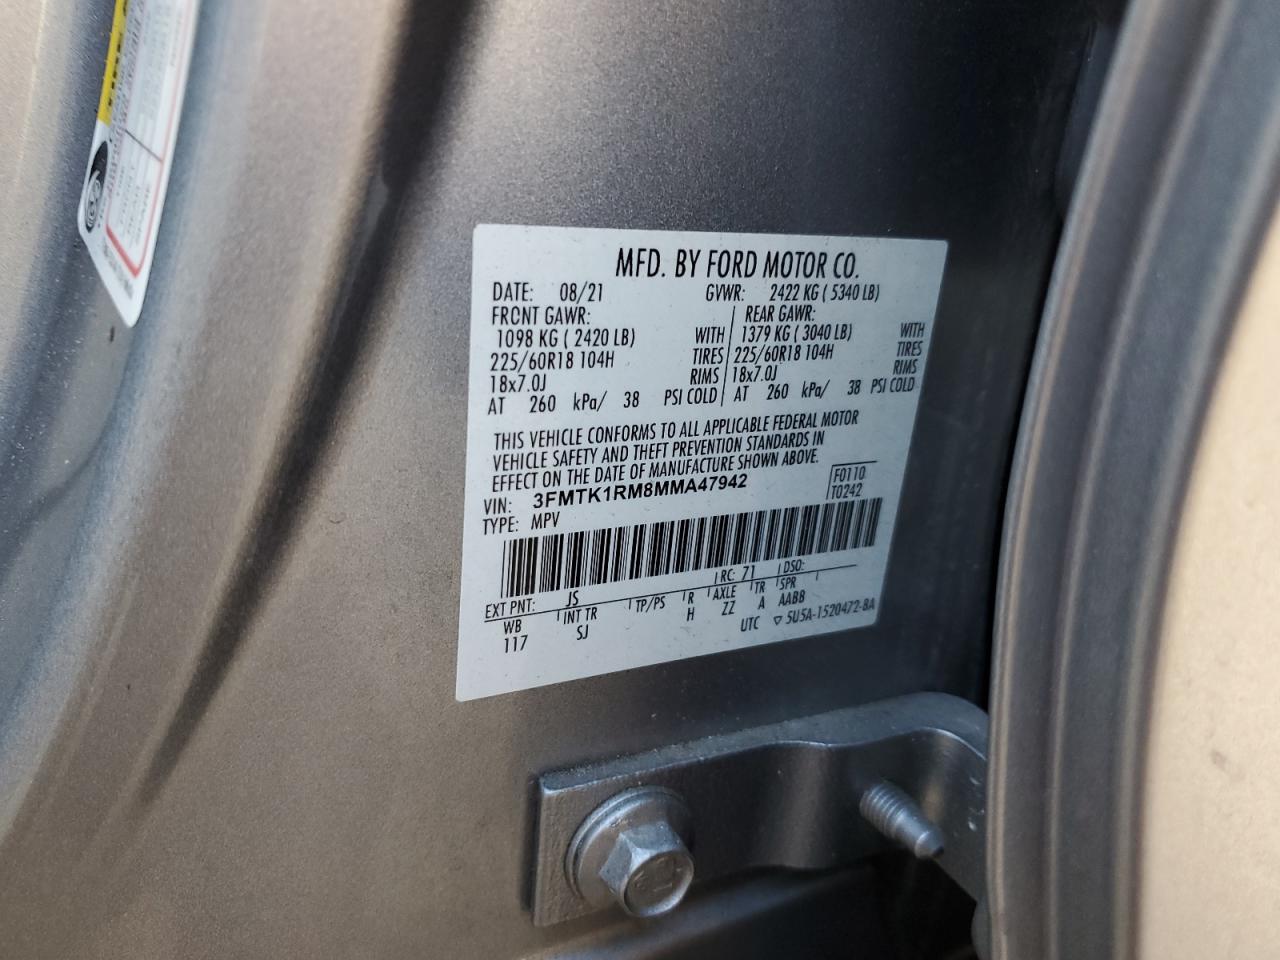 MFD. BY FORD MOTOR CO.
DATE: 08/21 GVWR: 2422 KG ( 5340 LB)
FRONT GAWR: REAR GAWR:
1098 KG ( 2420 LB) WITH 1379 KG ( 3040 LB) WITH
225/60R18 104H TIRES 225/60R18 104H TIRES
18x7.0J RIMS 18x7.0J RIMS
AT 260 kPa/ 38 PSI COLD AT 260 kPa/ 38 PSI COLD
THIS VEHICLE CONFORMS TO ALL APPLICABLE FEDERAL MOTOR
VEHICLE SAFETY AND THEFT PREVENTION STANDARDS IN
EFFECT ON THE DATE OF MANUFACTURE SHOWN ABOVE.
VIN: 3FMTK1RM8MMA47942 F0110
TYPE: MPV T0242
EXT PNT: JS RC: 71 DSO:
WB INT TR TP/PS R AXLE TR SPR
117 SJ H ZZ A AABB
UTC ▽ 5U5A-1520472-BA